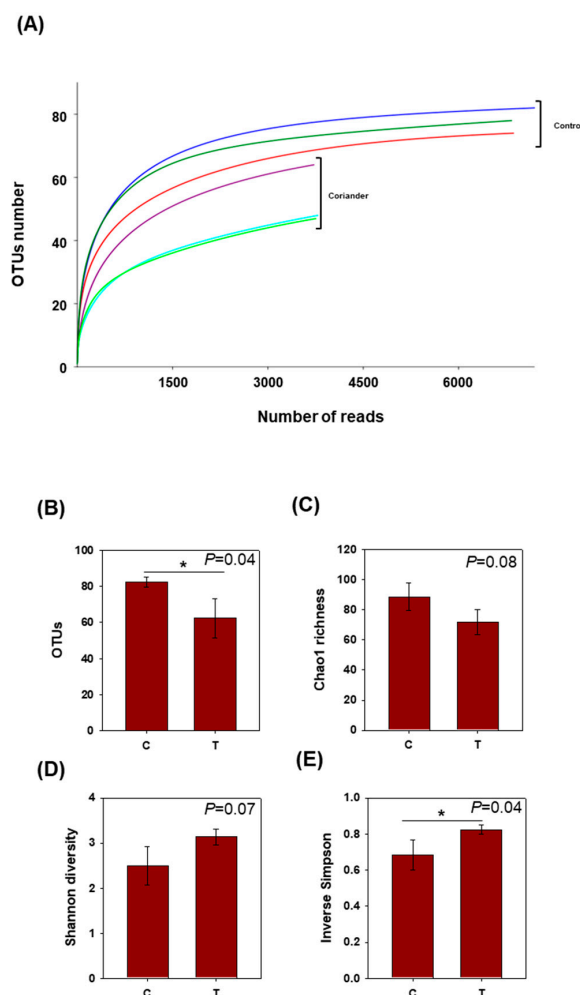 (A)
80
60
40
20
0
OTUs number
1500 3000 4500 6000
Number of reads
Contro
Coriander
(B)
P=0.04
*
100
80
60
40
20
0
OTUs
C T
(C)
P=0.08
120
100
80
60
40
20
0
Chao1 richness
C T
(D)
P=0.07
4
3
2
1
0
Shannon diversity
C T
(E)
P=0.04
*
1.0
0.8
0.6
0.4
0.2
0.0
Inverse Simpson
C T